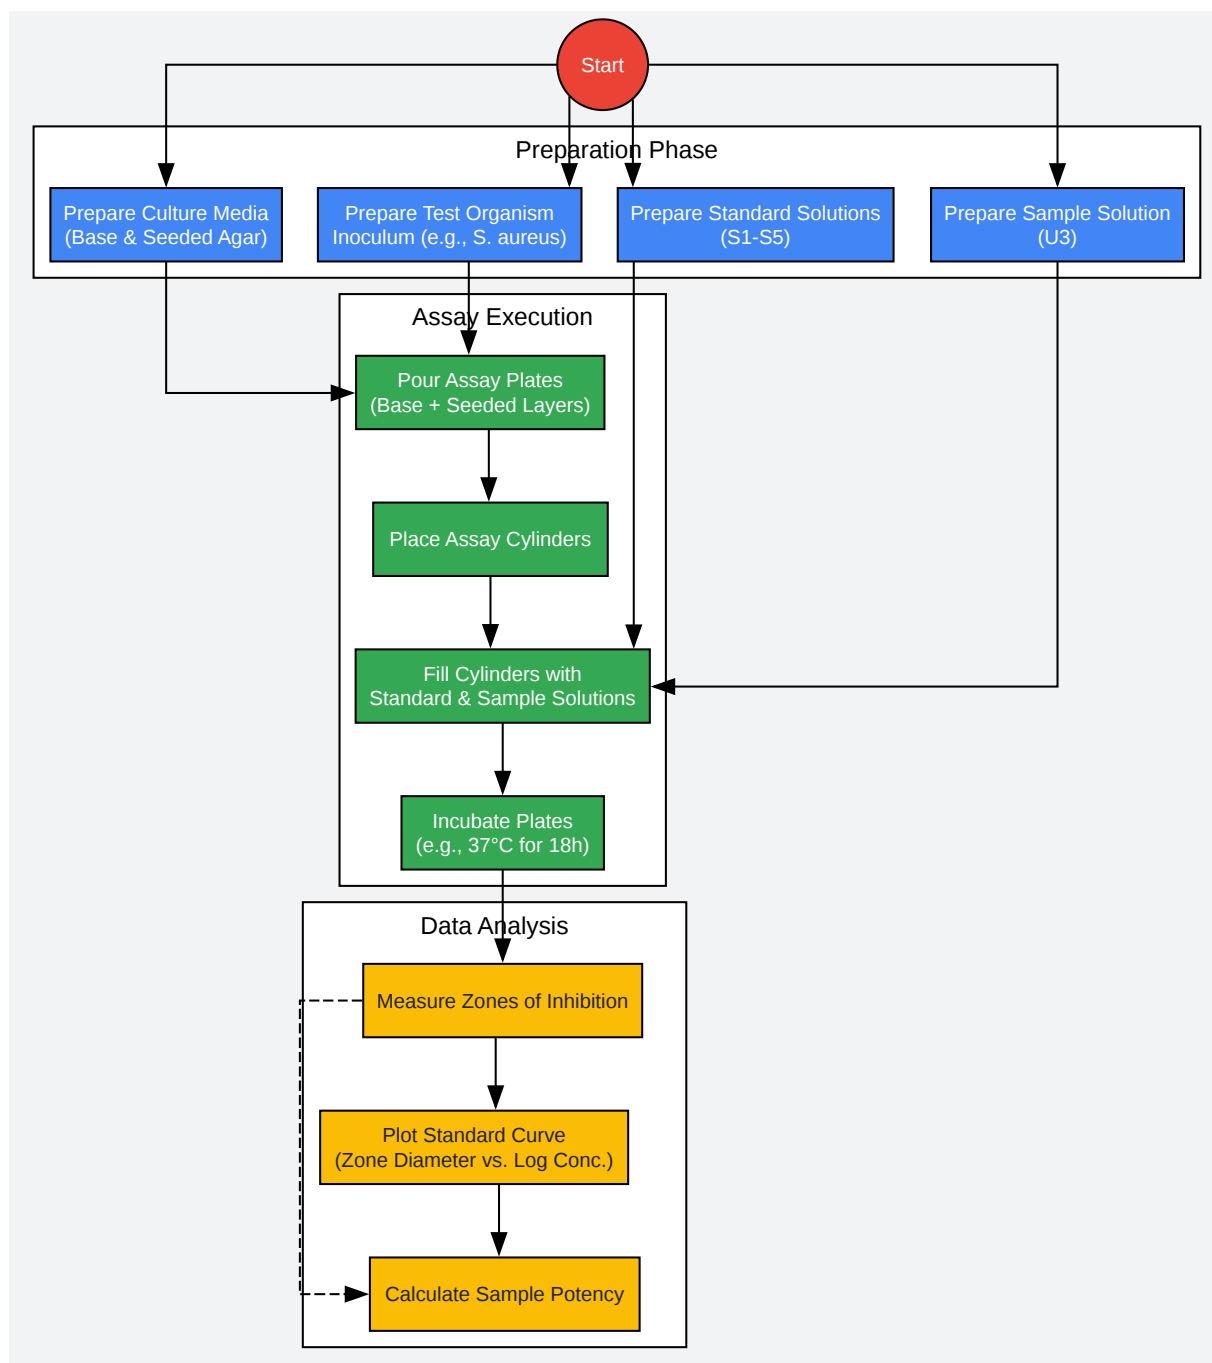 Start
Preparation Phase
Prepare Culture Media
(Base & Seeded Agar)
Prepare Test Organism
Inoculum (e.g., S. aureus)
Prepare Standard Solutions
(S1-S5)
Prepare Sample Solution
(U3)
Assay Execution
Pour Assay Plates
(Base + Seeded Layers)
Place Assay Cylinders
Fill Cylinders with
Standard & Sample Solutions
Incubate Plates
(e.g., 37°C for 18h)
Data Analysis
Measure Zones of Inhibition
Plot Standard Curve
(Zone Diameter vs. Log Conc.)
Calculate Sample Potency